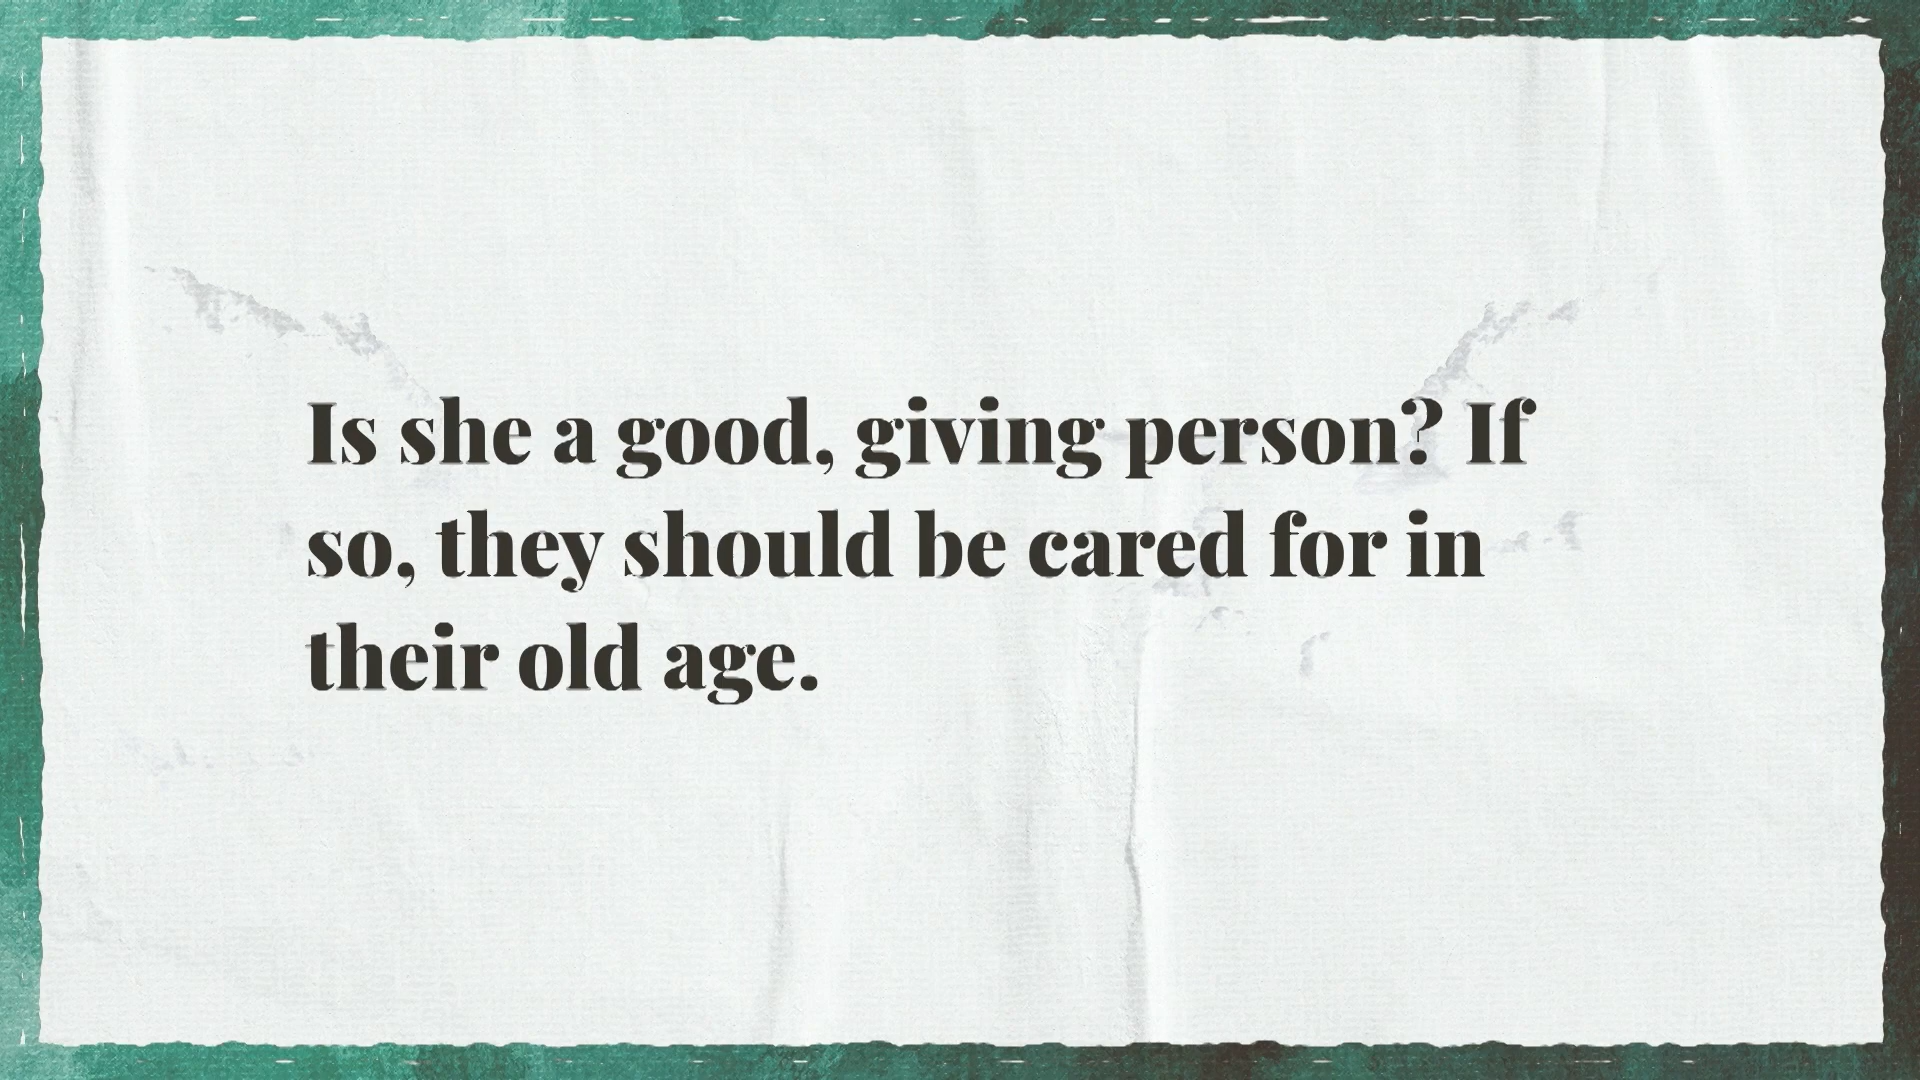 Is she a good, giving person? If
so, they should be cared for in
their old age.